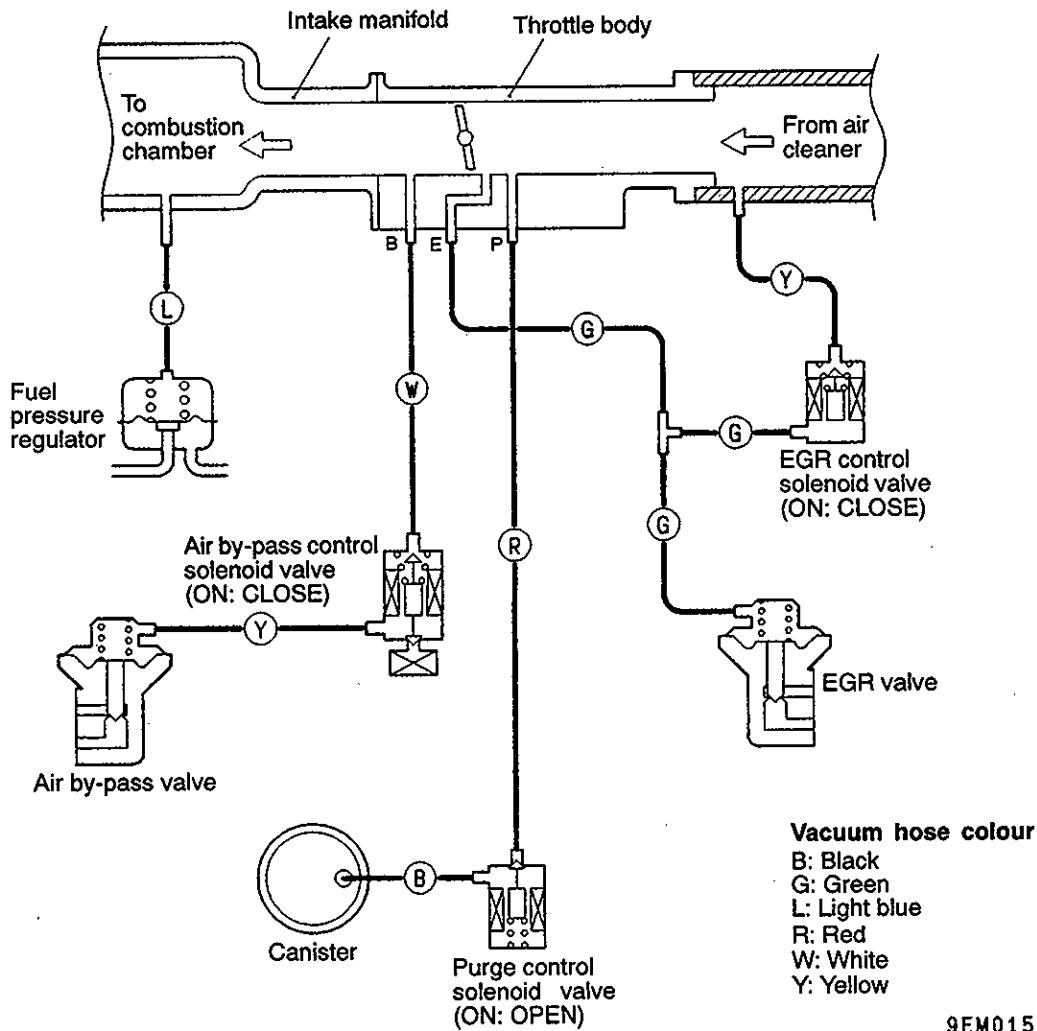 Intake manifold
Throttle body
To
combustion
chamber
From air
cleaner
B
E
P
L
G
Y
W
Fuel
pressure
regulator
G
EGR control
solenoid valve
(ON: CLOSE)
G
R
Air by-pass control
solenoid valve
(ON: CLOSE)
Y
EGR valve
Air by-pass valve
B
Canister
Purge control
solenoid valve
(ON: OPEN)
Vacuum hose colour
B: Black
G: Green
L: Light blue
R: Red
W: White
Y: Yellow
9EM015